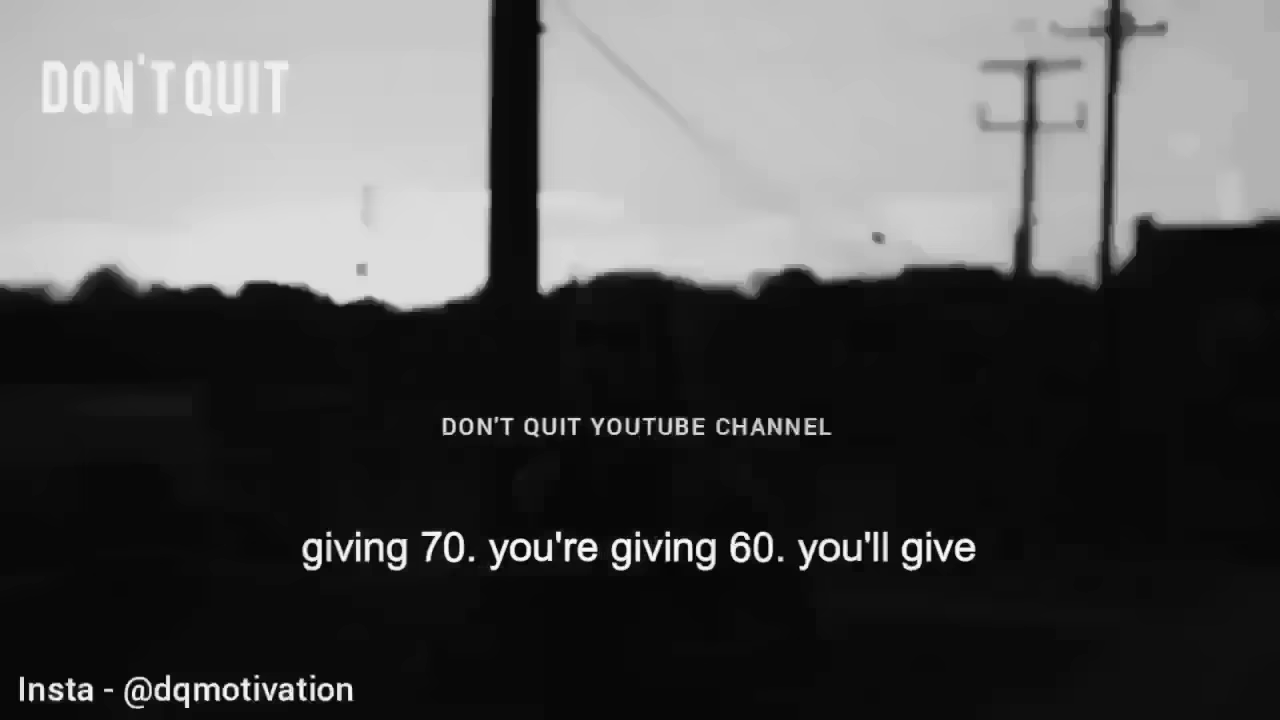 DON'T QUIT
DON'T QUIT YOUTUBE CHANNEL
giving 70. you're giving 60. you'll give
Insta - @dqmotivation